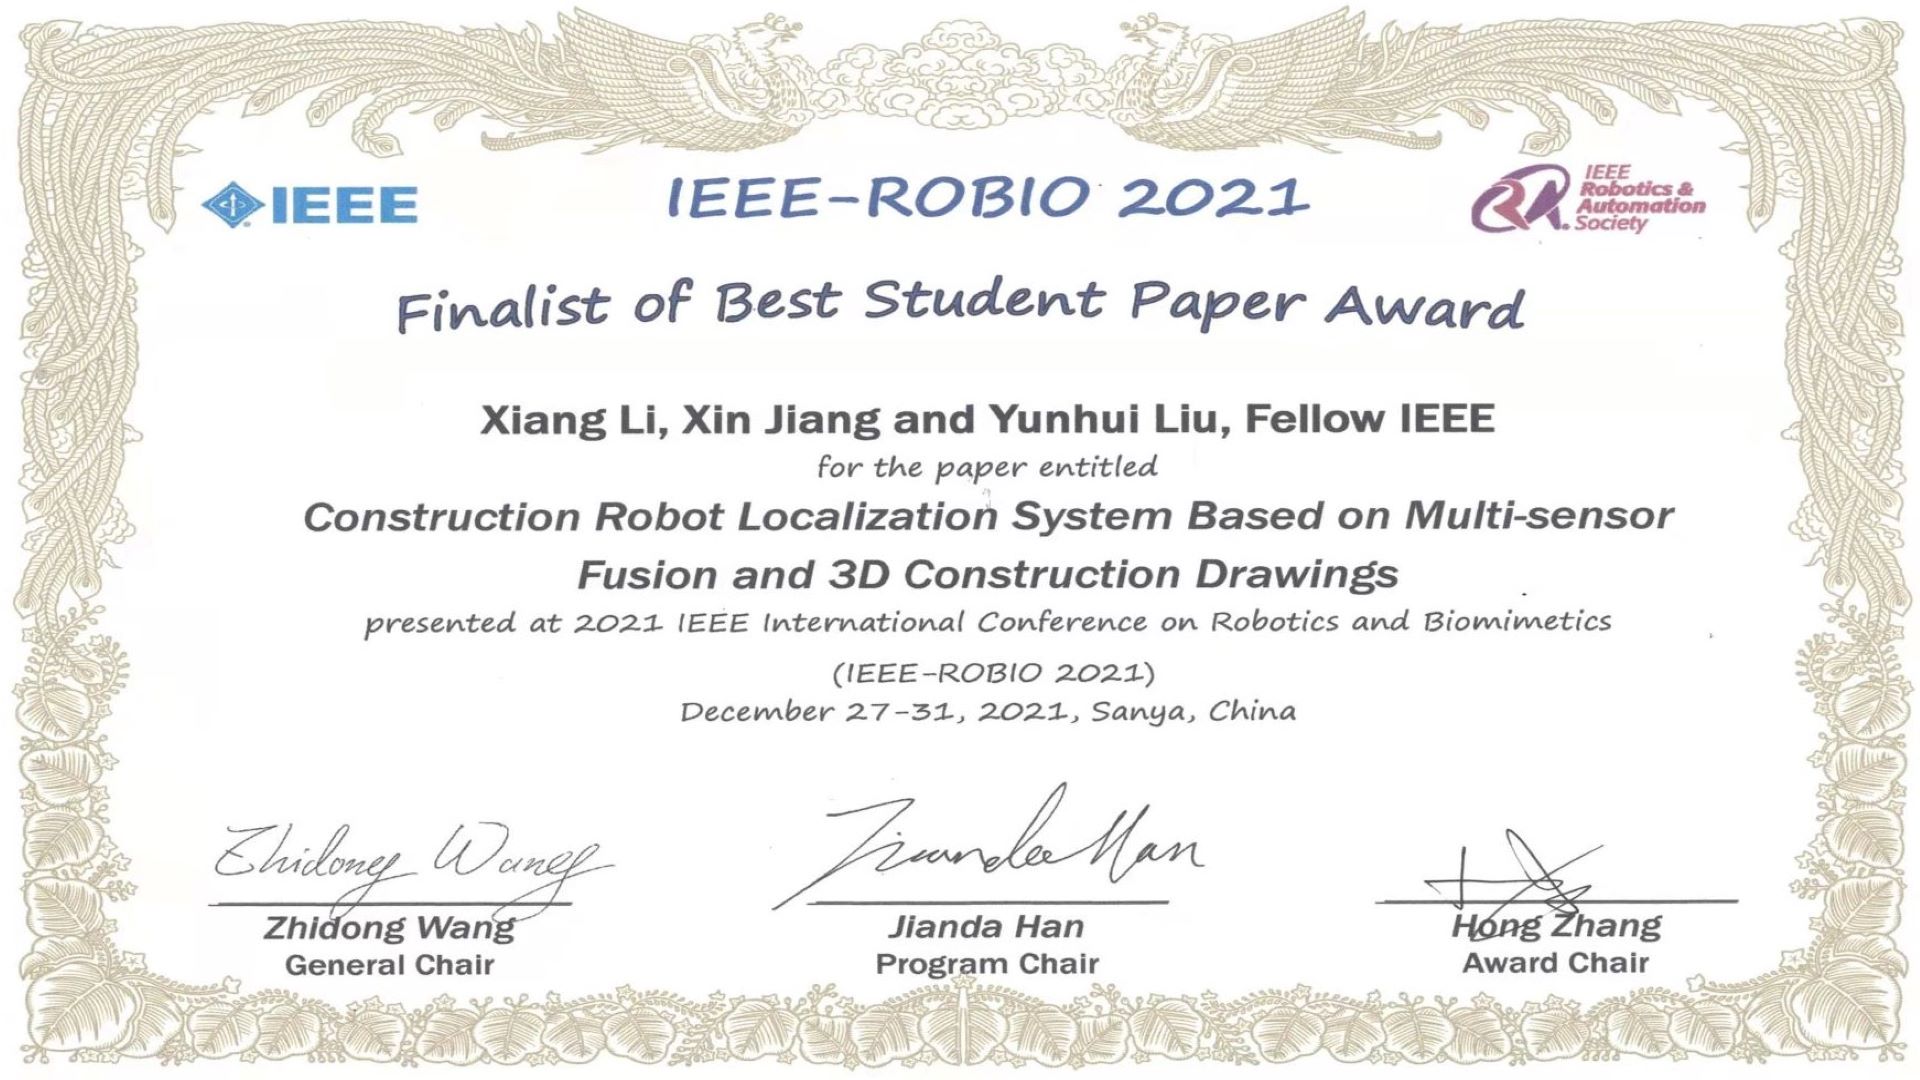 IEEE
IEEE-ROBIO 2021
IEEE
Robotics &
Automation
Society
Finalist of Best Student Paper Award
Xiang Li, Xin Jiang and Yunhui Liu, Fellow IEEE
for the paper entitled
Construction Robot Localization System Based on Multi-sensor
Fusion and 3D Construction Drawings
presented at 2021 IEEE International Conference on Robotics and Biomimetics
(IEEE-ROBIO 2021)
December 27-31, 2021, Sanya, China
Zhidong Wang
Jianda Han
Zhidong Wang
General Chair
Jianda Han
Program Chair
Hong Zhang
Award Chair